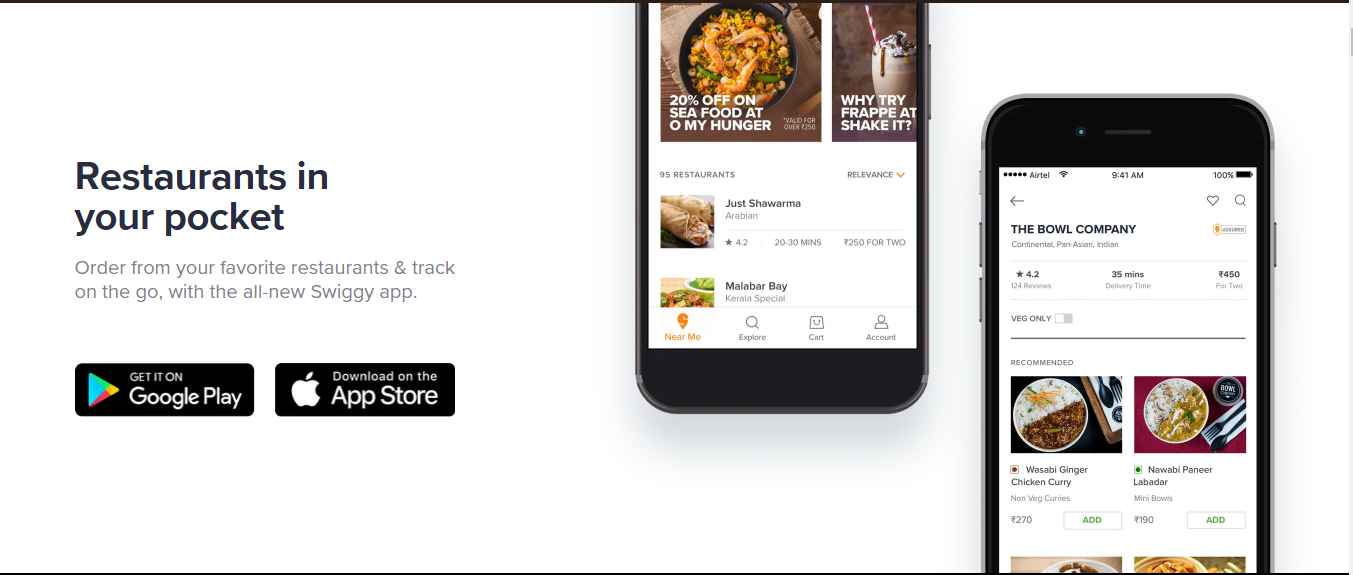 Restaurants in
your pocket
Order from your favorite restaurants & track
on the go, with the all-new Swiggy app.
GET IT ON
Google Play
Download on the
App Store
20% OFF ON
SEA FOOD AT
O MY HUNGER
*VALID FOR
OVER ₹250
WHY TRY
FRAPPE AT
SHAKE IT?
95 RESTAURANTS
RELEVANCE
Just Shawarma
Arabian
★ 4.2 20-30 MINS ₹250 FOR TWO
Malabar Bay
Kerala Special
Near Me Explore Cart Account
Airtel 9:41 AM 100%
THE BOWL COMPANY
ASSURED
Continental, Pan-Asian, Indian
★ 4.2 35 mins ₹450
124 Reviews Delivery Time For Two
VEG ONLY
RECOMMENDED
BOWL
Wasabi Ginger
Chicken Curry
Non Veg Curries
₹270 ADD
Nawabi Paneer
Labadar
Mini Bowls
₹190 ADD